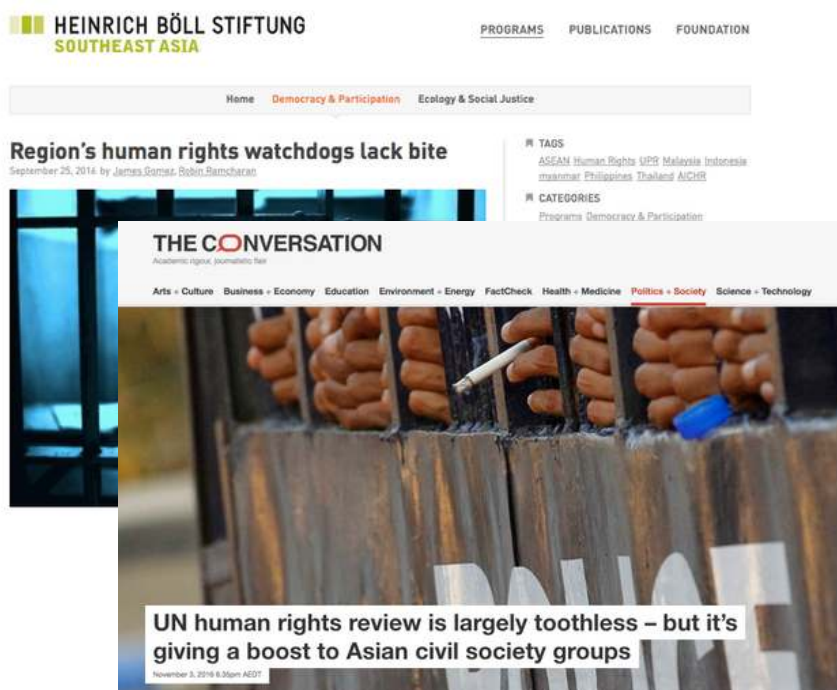 HEINRICH BÖLL STIFTUNG
SOUTHEAST ASIA
PROGRAMS PUBLICATIONS FOUNDATION
Home Democracy & Participation Ecology & Social Justice
Region's human rights watchdogs lack bite
September 25, 2016 by James Gomez, Robin Ramcharan
TAGS
ASEAN Human Rights UPR Malaysia Indonesia
myanmar Philippines Thailand AICHR
CATEGORIES
Programs Democracy & Participation
THE CONVERSATION
Academic rigour, journalistic flair
Arts + Culture Business + Economy Education Environment + Energy FactCheck Health + Medicine Politics + Society Science + Technology
POLICE
UN human rights review is largely toothless – but it's
giving a boost to Asian civil society groups
November 3, 2016 6.35pm AEDT